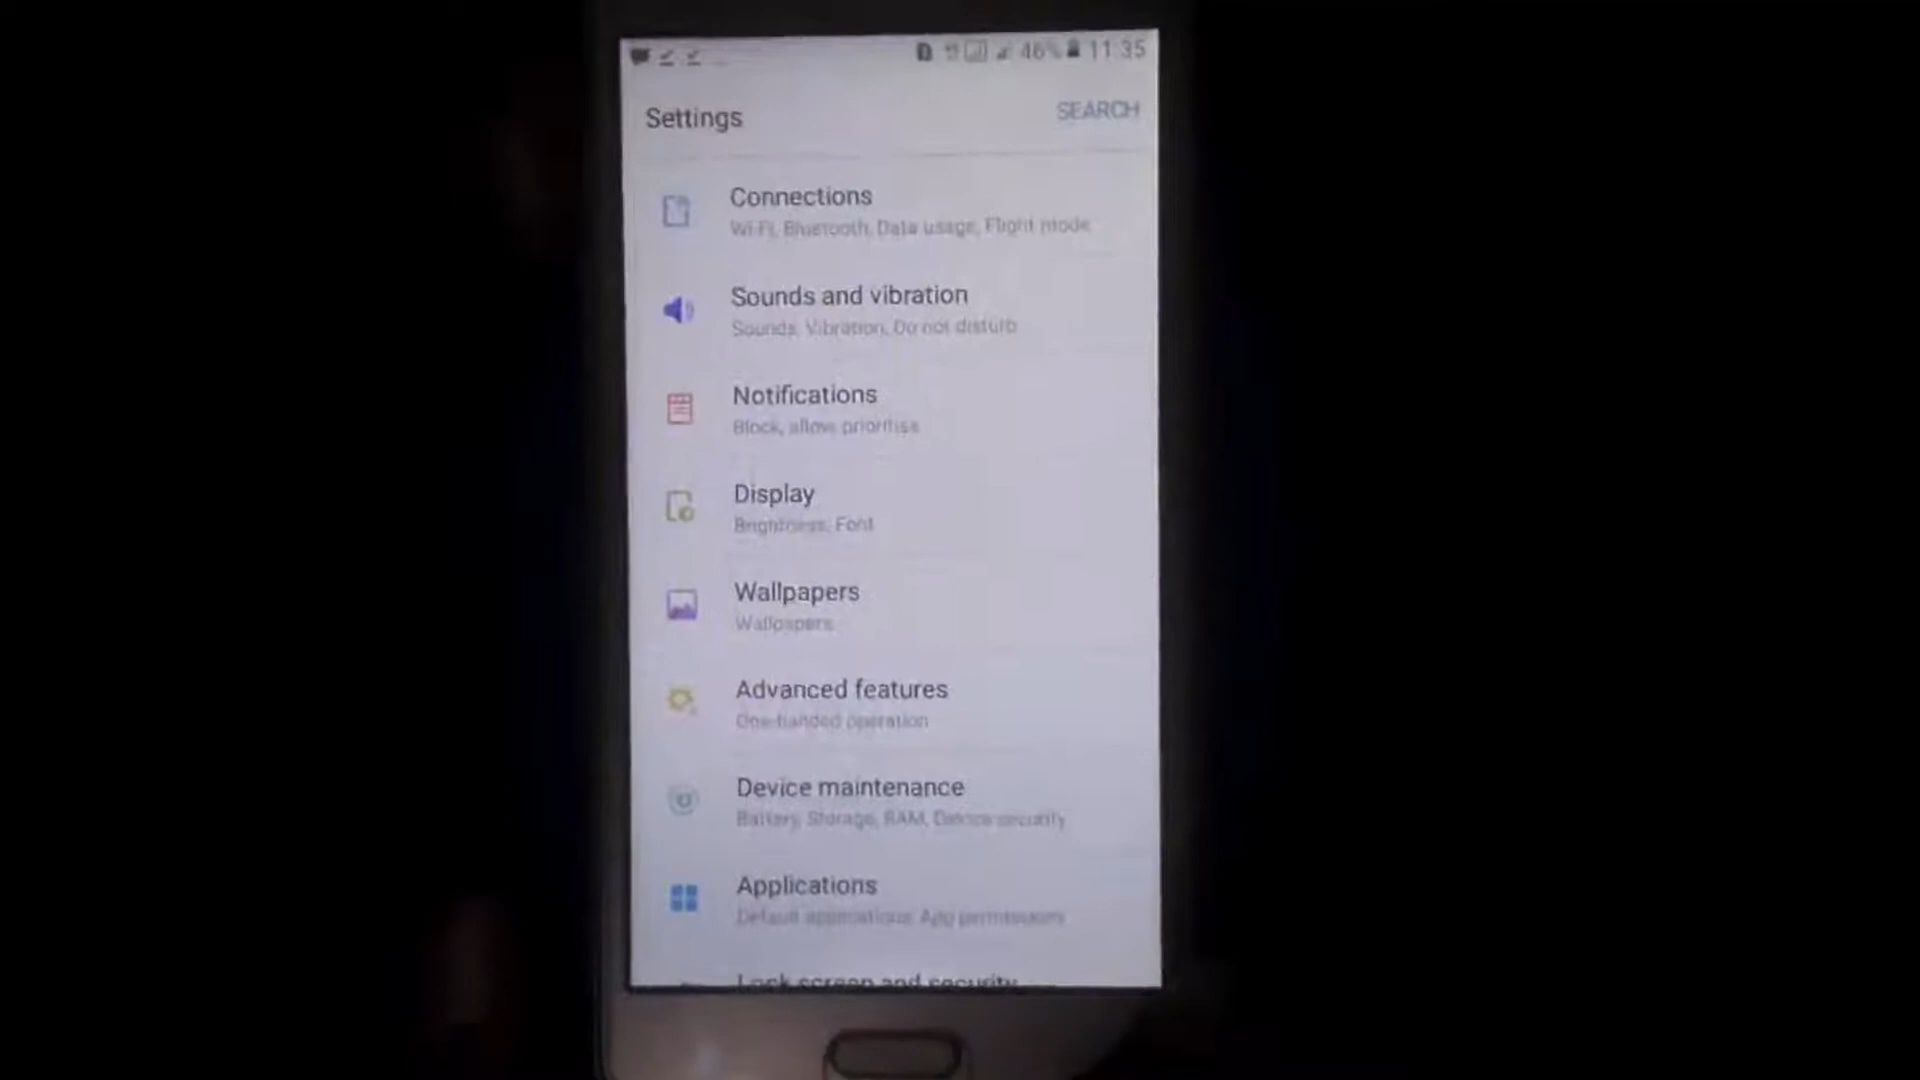 46% 11:35
Settings
SEARCH
Connections
Wi-Fi, Bluetooth, Data usage, Flight mode
Sounds and vibration
Sounds, Vibration, Do not disturb
Notifications
Block, allow prioritise
Display
Brightness, Font
Wallpapers
Wallpapers
Advanced features
One-handed operation
Device maintenance
Battery, Storage, RAM, Device security
Applications
Default applications, App permissions
Lock screen and security